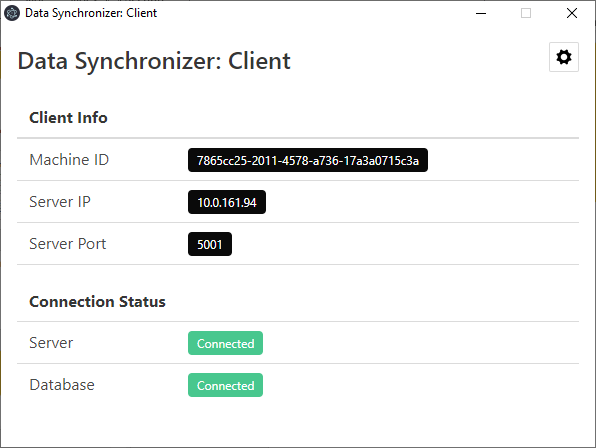 Data Synchronizer: Client
Data Synchronizer: Client
Client Info
Machine ID 7865cc25-2011-4578-a736-17a3a0715c3a
Server IP 10.0.161.94
Server Port 5001
Connection Status
Server Connected
Database Connected